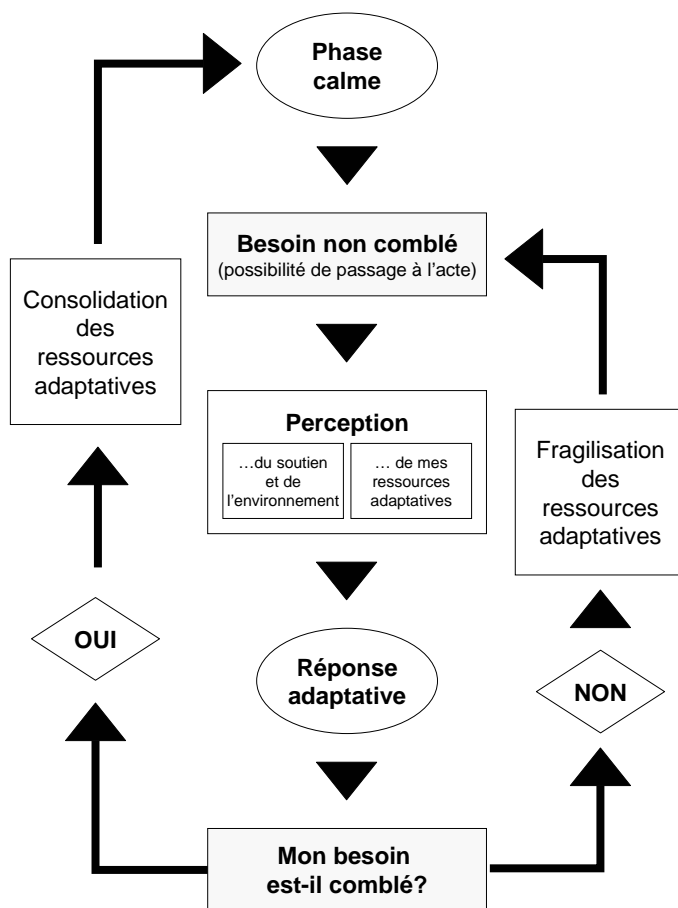 Phase
calme
Besoin non comblé
(possibilité de passage à l’acte)
Consolidation
des
ressources
adaptatives
Perception
…du soutien
et de
l’environnement
… de mes
ressources
adaptatives
Fragilisation
des
ressources
adaptatives
OUI
Réponse
adaptative
NON
Mon besoin
est-il comblé?